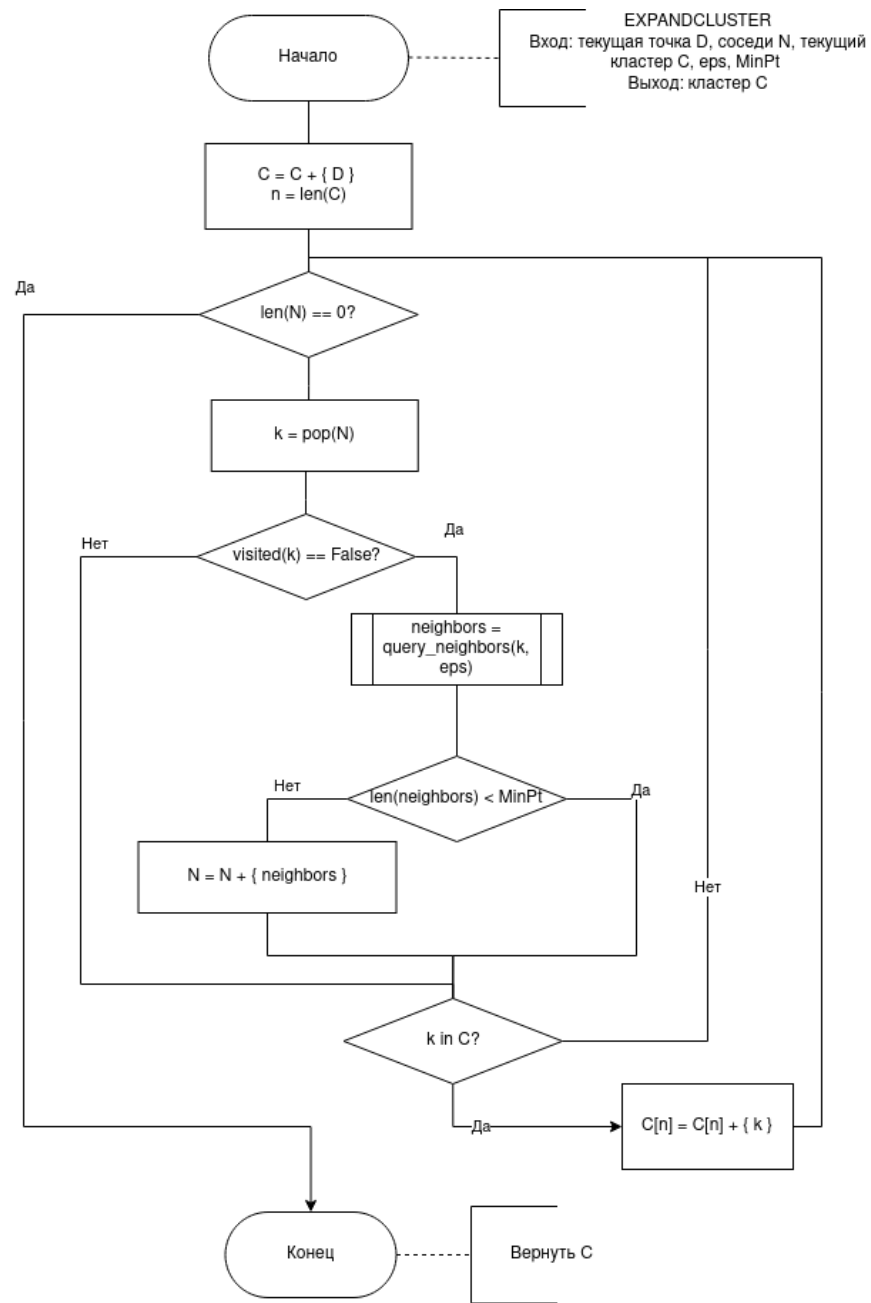 Начало
EXPANDCLUSTER
Вход: текущая точка D, соседи N, текущий
кластер C, eps, MinPt
Выход: кластер C
C = C + { D }
n = len(C)
Да
len(N) == 0?
k = pop(N)
Нет
visited(k) == False?
Да
neighbors =
query_neighbors(k,
eps)
Нет
len(neighbors) < MinPt
Да
N = N + { neighbors }
Нет
k in C?
Да
C[n] = C[n] + { k }
Конец
Вернуть C